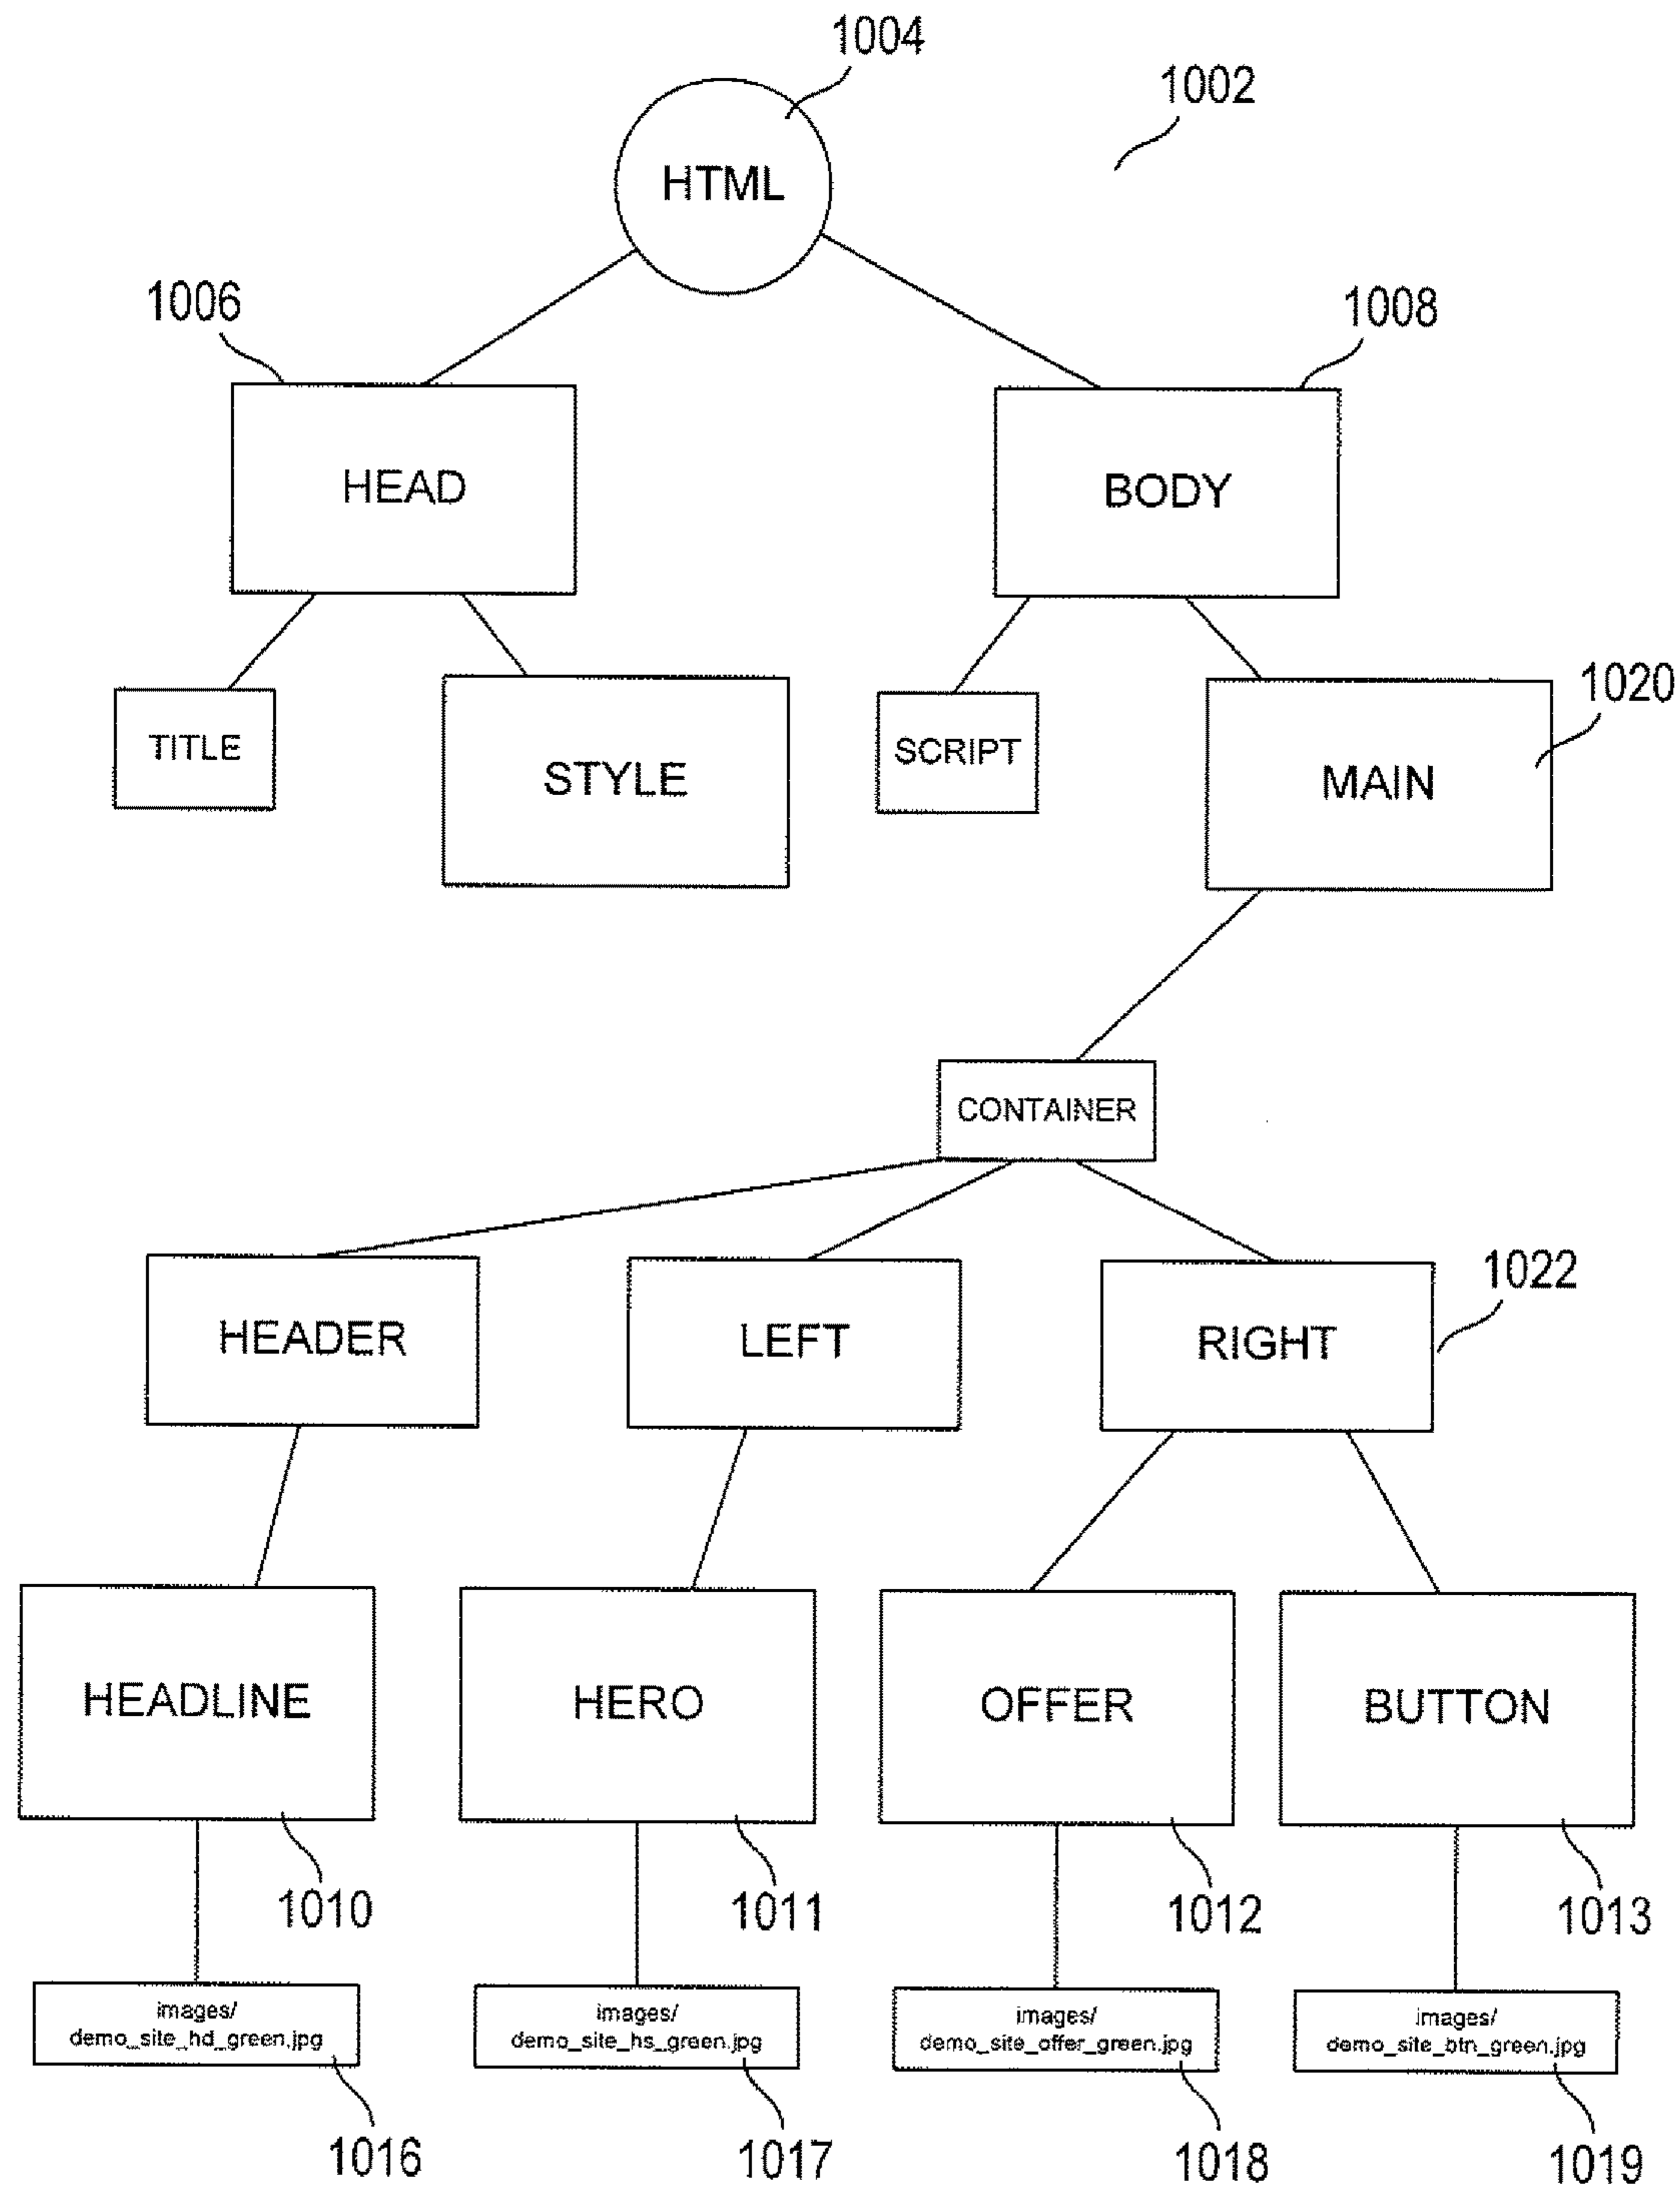 1004
1002
HTML
1006
1008
HEAD
BODY
1020
TITLE
STYLE
SCRIPT
MAIN
CONTAINER
1022
HEADER
LEFT
RIGHT
HEADLINE
HERO
OFFER
BUTTON
1010
1011
1012
1013
images/
demo_site_hd_green.jpg
images/
demo_site_hs_green.jpg
images/
demo_site_offer_green.jpg
images/
demo_site_btn_green.jpg
1016
1017
1018
1019